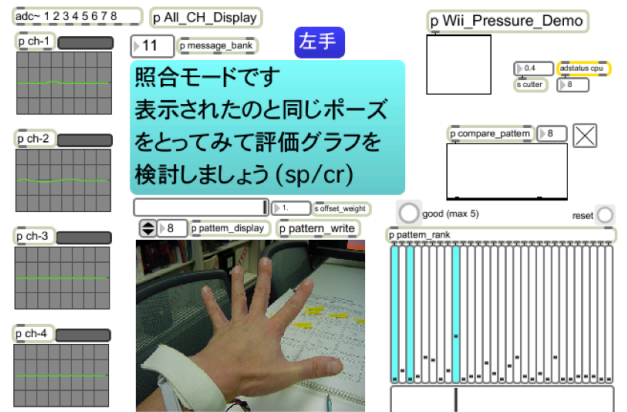 adc~ 1 2 3 4 5 6 7 8
p All_CH_Display
p ch-1
11
p message_bank
左手
p Wii_Pressure_Demo
照合モードです
表示されたのと同じポーズ
をとってみて評価グラフを
検討しましょう (sp/cr)
0.4
adstatus cpu
s cutter
8
p ch-2
p compare_pattern
8
1.
s offset_weight
good (max 5)
reset
8
p pattern_display
p pattern_write
p ch-3
p pattern_rank
p ch-4